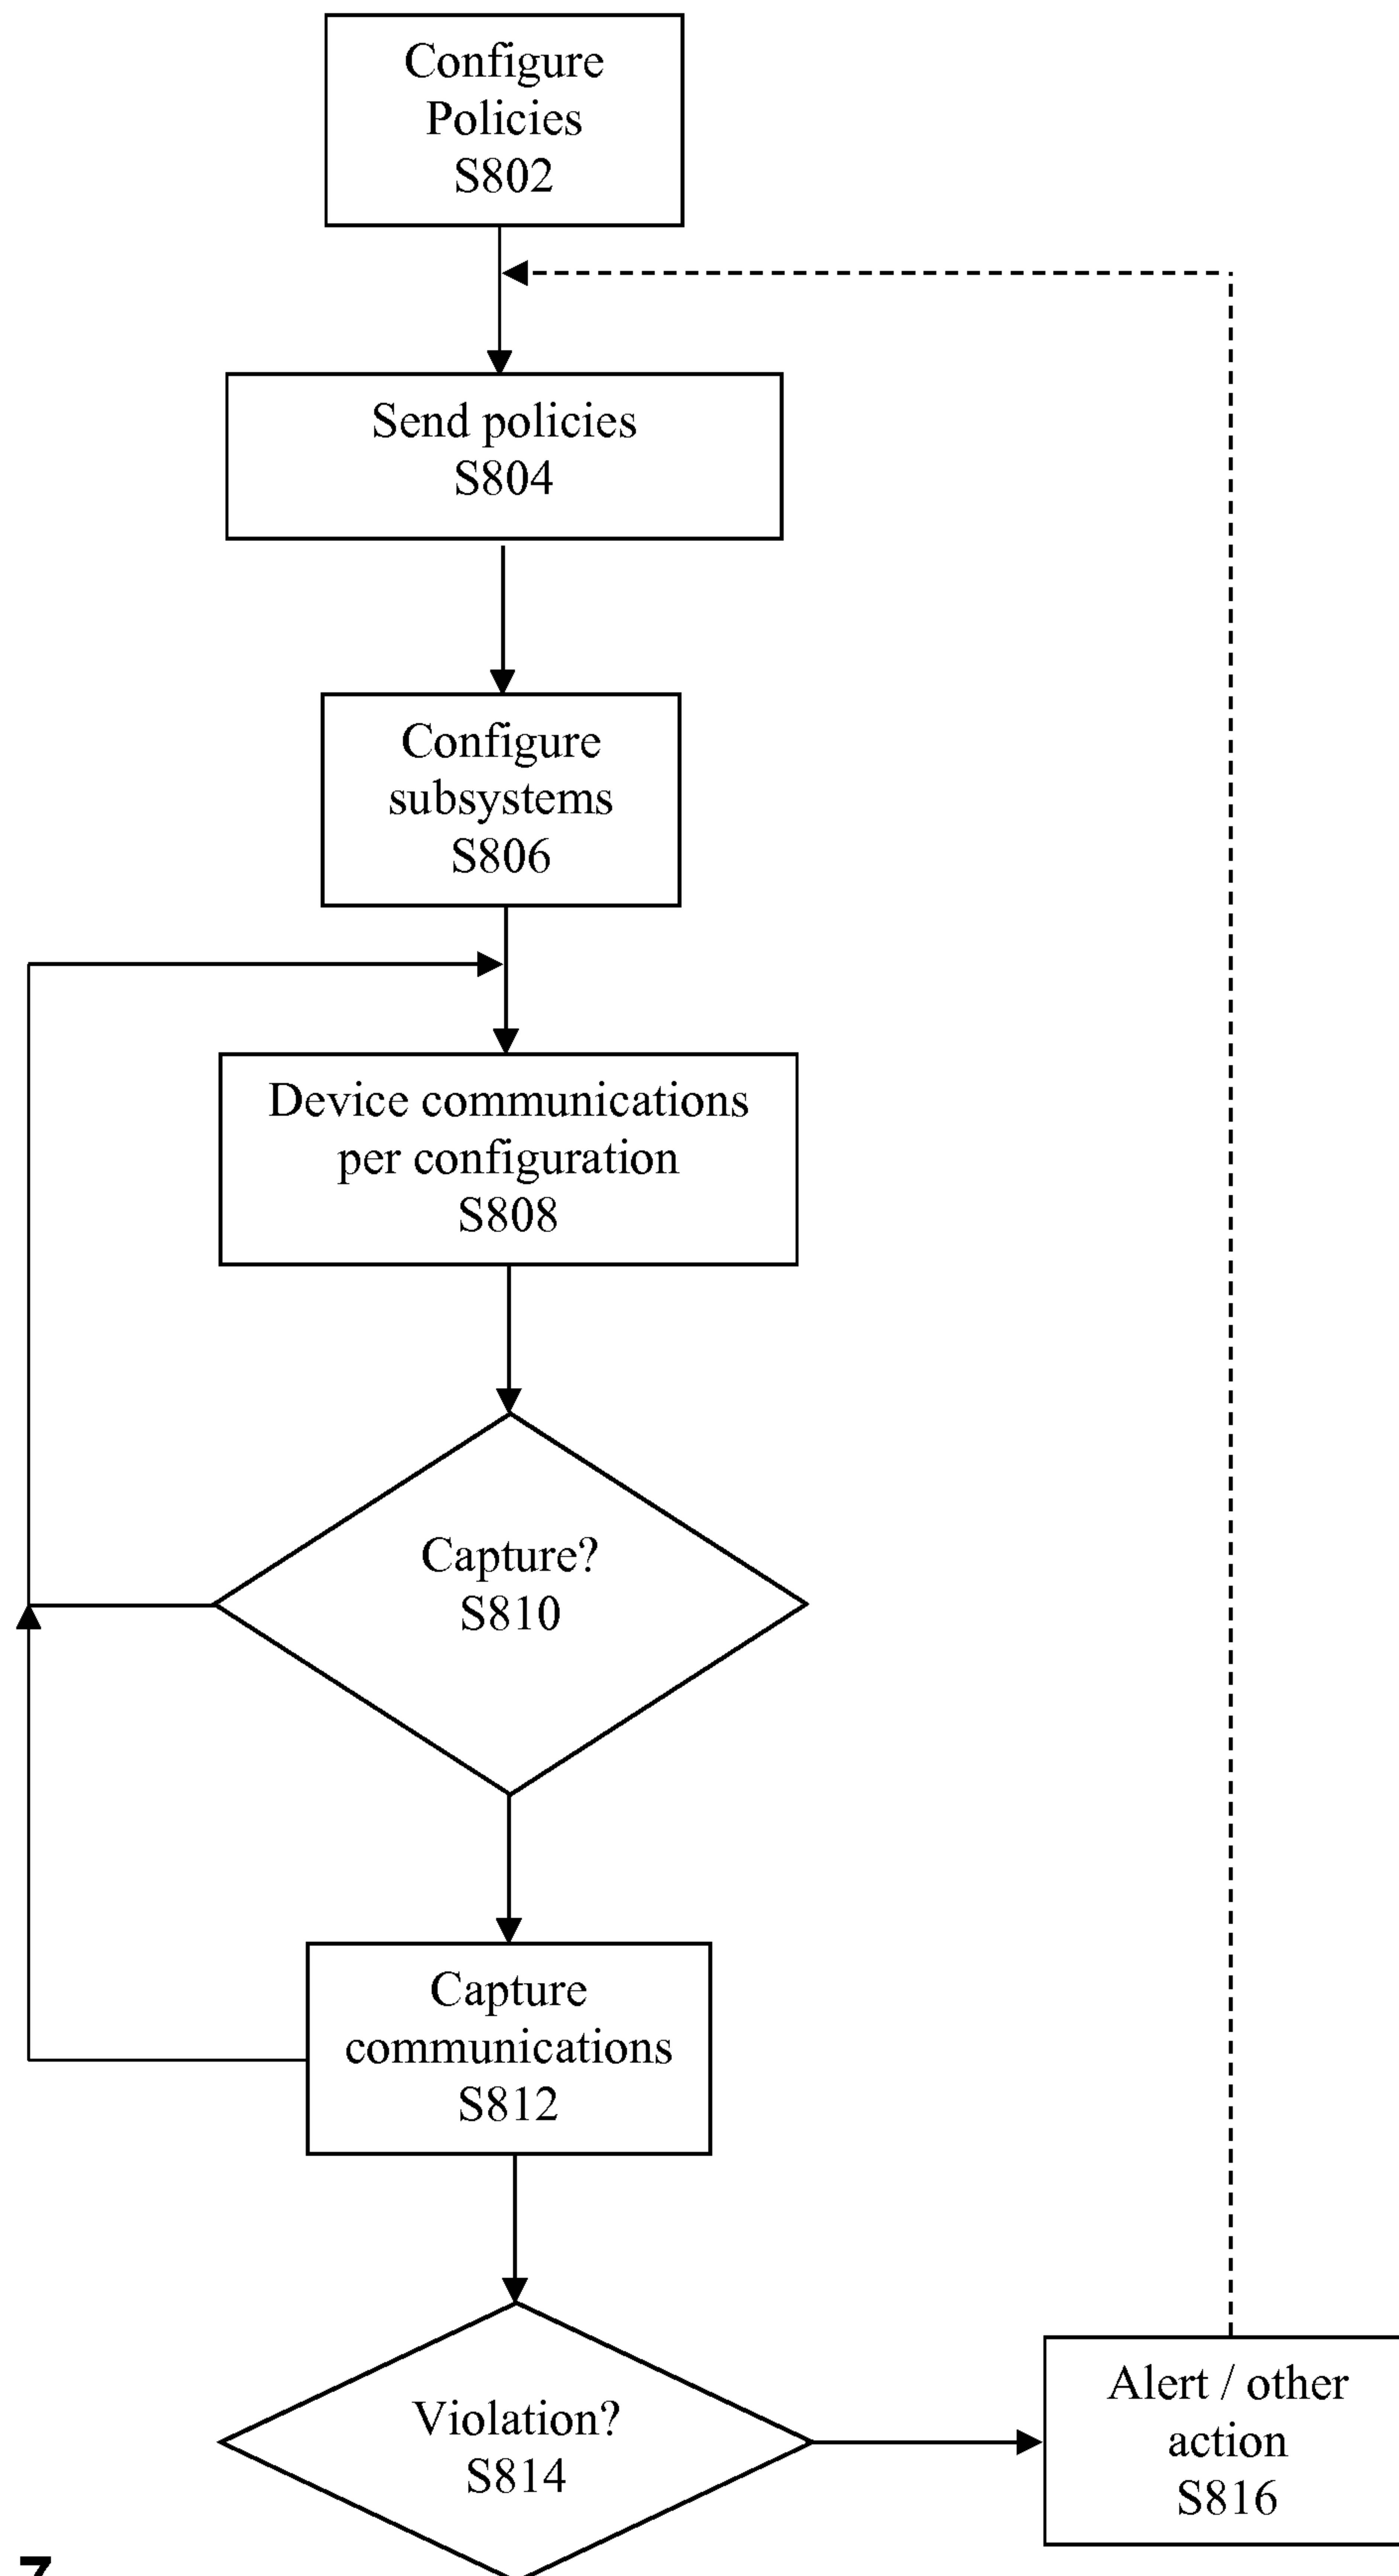 Configure
Policies
S802
Send policies
S804
Configure
subsystems
S806
Device communications
per configuration
S808
Capture?
S810
Capture
communications
S812
Violation?
S814
Alert / other
action
S816